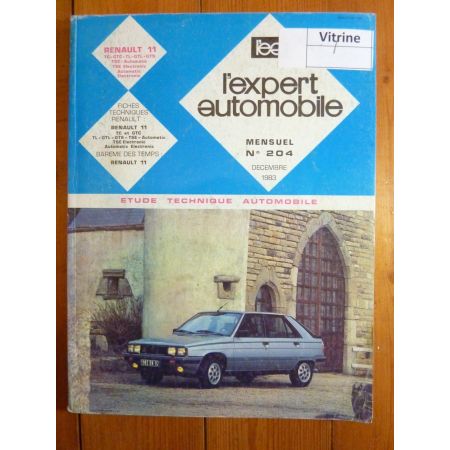 RENAULT 11
TC-GTC-TL-GTL-GTS
TSE-Automatic
TSE Electronic
Automatic
Electronic
Vitrine
l'expert
automobile
FICHES
TECHNIQUES
RENAULT :
RENAULT 11
TC et GTC
TL-GTL-GTS-TSE-Automatic
TSE Electronic
Automatic Electronic
BAREME DES TEMPS :
RENAULT 11
MENSUEL
N° 204
DECEMBRE
1983
ETUDE TECHNIQUE AUTOMOBILE